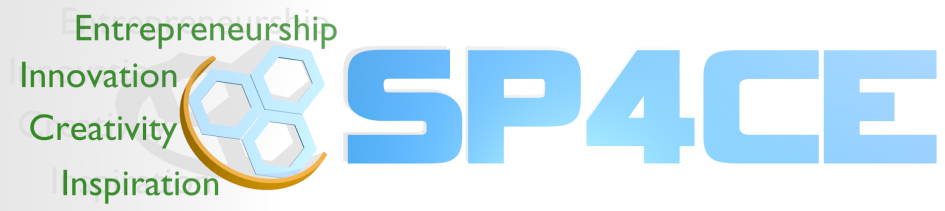 Entrepreneurship
Innovation
Creativity
Inspiration
SP4CE